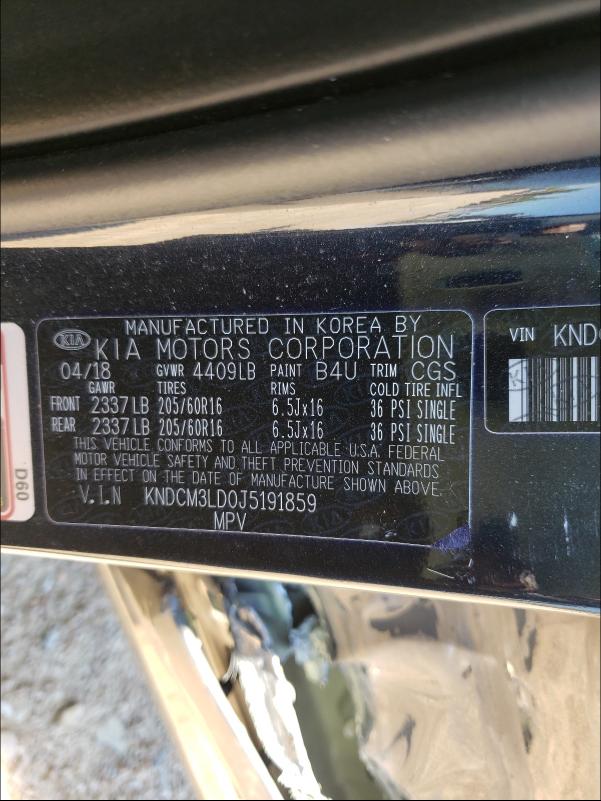 MANUFACTURED IN KOREA BY
KIA KIA MOTORS CORPORATION
04/18 GVWR 4409LB PAINT B4U TRIM CGS
GAWR TIRES RIMS COLD TIRE INFL
FRONT 2337LB 205/60R16 6.5Jx16 36 PSI SINGLE
REAR 2337LB 205/60R16 6.5Jx16 36 PSI SINGLE
THIS VEHICLE CONFORMS TO ALL APPLICABLE U.S.A. FEDERAL
MOTOR VEHICLE SAFETY AND THEFT PREVENTION STANDARDS
IN EFFECT ON THE DATE OF MANUFACTURE SHOWN ABOVE.
V.I.N KNDCM3LD0J5191859
MPV
VIN KND
D60